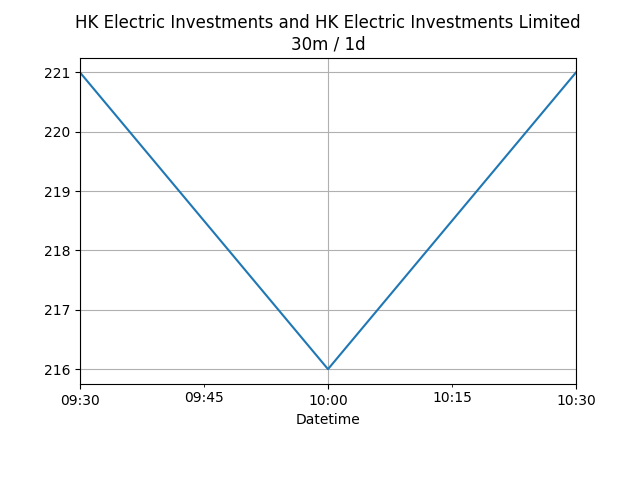 HK Electric Investments and HK Electric Investments Limited
30m / 1d
221
220
219
218
217
216
09:30 09:45 10:00 10:15 10:30
Datetime